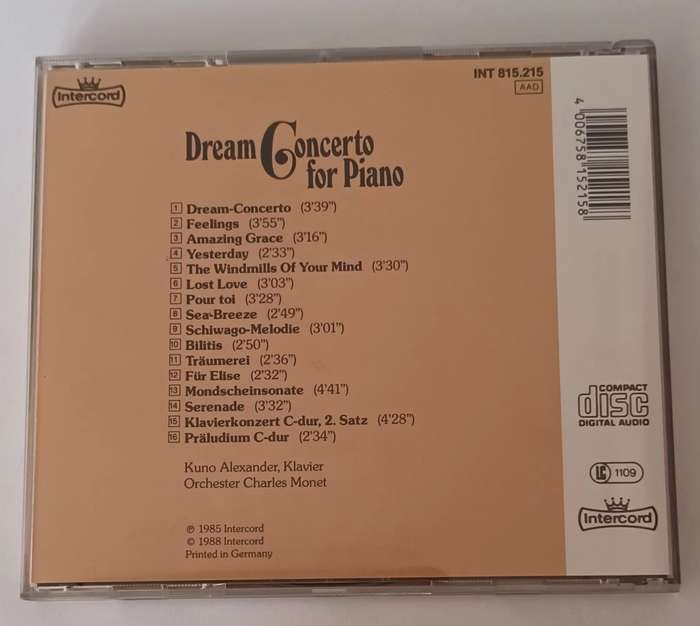 Intercord
INT 815.215
AAD
Dream Concerto
for Piano
1 Dream-Concerto (3'39")
2 Feelings (3'55")
3 Amazing Grace (3'16")
4 Yesterday (2'33")
5 The Windmills Of Your Mind (3'30")
6 Lost Love (3'03")
7 Pour toi (3'28")
8 Sea-Breeze (2'49")
9 Schiwago-Melodie (3'01")
10 Bilitis (2'50")
11 Träumerei (2'36")
12 Für Elise (2'32")
13 Mondscheinsonate (4'41")
14 Serenade (3'32")
15 Klavierkonzert C-dur, 2. Satz (4'28")
16 Präludium C-dur (2'34")
Kuno Alexander, Klavier
Orchester Charles Monet
℗ 1985 Intercord
© 1988 Intercord
Printed in Germany
4 006758 152158
COMPACT
disc
DIGITAL AUDIO
LC 1109
Intercord